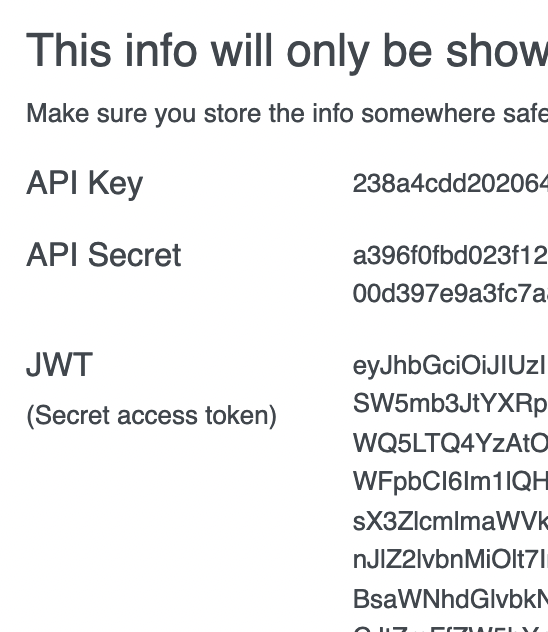 This info will only be show
Make sure you store the info somewhere safe
API Key
238a4cdd202064
API Secret
a396f0fbd023f12
00d397e9a3fc7a
JWT
(Secret access token)
eyJhbGciOiJIUzI
SW5mb3JtYXRp
WQ5LTQ4YzAtO
WFpbCI6Im1lQH
sX3ZlcmlmaWVk
nJlZ2lvbnMiOlt7I
BsaWNhdGlvbkN